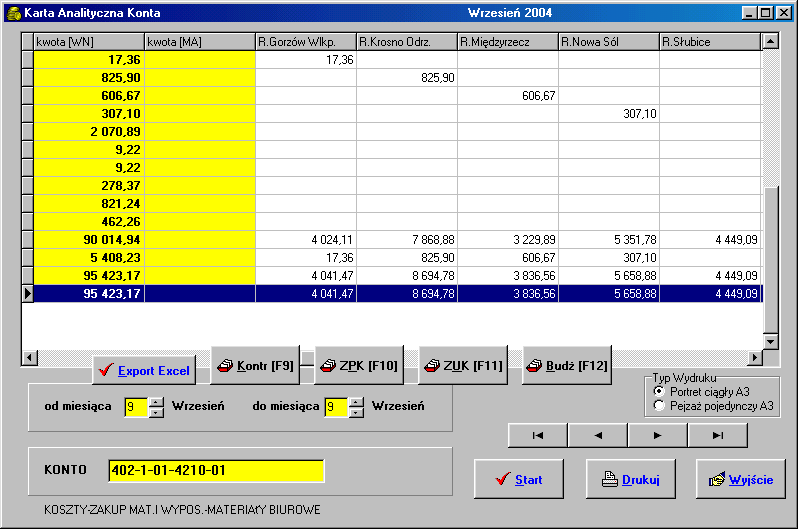 Karta Analityczna Konta Wrzesień 2004
kwota [WN] kwota [MA] R.Gorzów Wlkp. R.Krosno Odrz. R.Międzyrzecz R.Nowa Sól R.Słubice
17,36 17,36
825,90 825,90
606,67 606,67
307,10 307,10
2 070,89
9,22
9,22
278,37
821,24
462,26
90 014,94 4 024,11 7 868,88 3 229,89 5 351,78 4 449,09
5 408,23 17,36 825,90 606,67 307,10
95 423,17 4 041,47 8 694,78 3 836,56 5 658,88 4 449,09
95 423,17 4 041,47 8 694,78 3 836,56 5 658,88 4 449,09
Export Excel Kontr [F9] ZPK [F10] ZUK [F11] Budż [F12]
Typ Wydruku
Portret ciągły A3
Pejzaż pojedynczy A3
od miesiąca 9 Wrzesień do miesiąca 9 Wrzesień
KONTO 402-1-01-4210-01
Start Drukuj Wyjście
KOSZTY-ZAKUP MAT.I WYPOS.-MATERIAłY BIUROWE